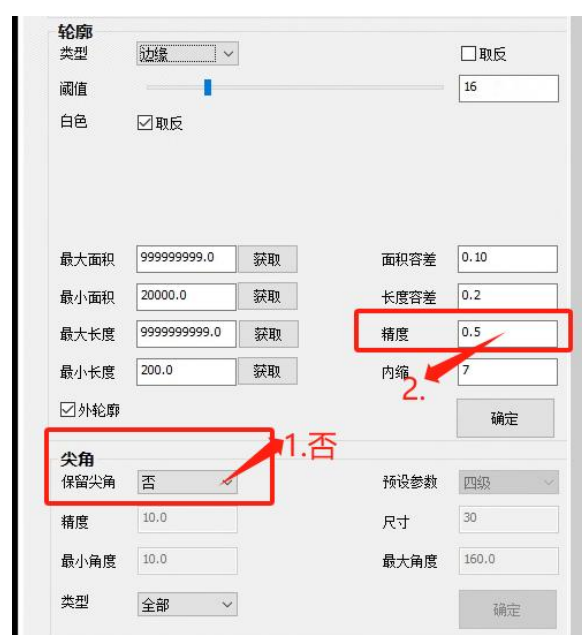 轮廓
类型 边缘 取反
阈值 16
白色 取反
最大面积 999999999.0 获取 面积容差 0.10
最小面积 20000.0 获取 长度容差 0.2
最大长度 9999999999.0 获取 精度 0.5
最小长度 200.0 获取 内缩 7
2.
外轮廓 确定
1.否
尖角
保留尖角 否 预设参数 四级
精度 10.0 尺寸 30
最小角度 10.0 最大角度 160.0
类型 全部 确定